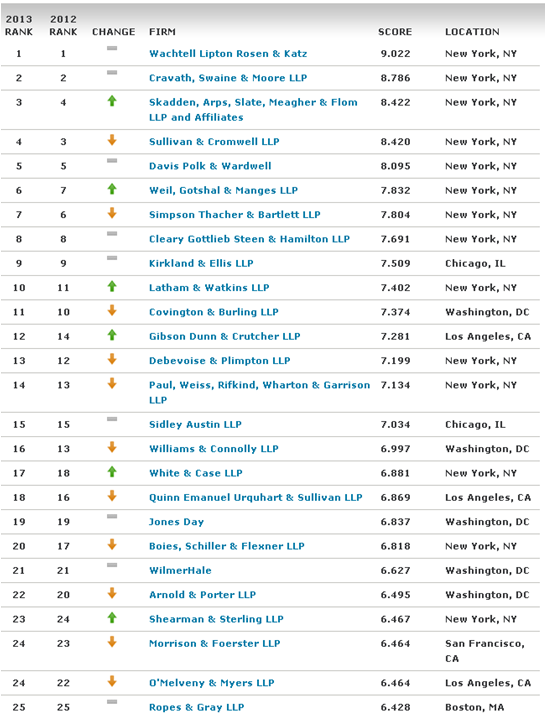 2013 RANK 2012 RANK CHANGE FIRM SCORE LOCATION
1 1 Wachtell Lipton Rosen & Katz 9.022 New York, NY
2 2 Cravath, Swaine & Moore LLP 8.786 New York, NY
3 4 Skadden, Arps, Slate, Meagher & Flom 8.422 New York, NY
LLP and Affiliates
4 3 Sullivan & Cromwell LLP 8.420 New York, NY
5 5 Davis Polk & Wardwell 8.095 New York, NY
6 7 Weil, Gotshal & Manges LLP 7.832 New York, NY
7 6 Simpson Thacher & Bartlett LLP 7.804 New York, NY
8 8 Cleary Gottlieb Steen & Hamilton LLP 7.691 New York, NY
9 9 Kirkland & Ellis LLP 7.509 Chicago, IL
10 11 Latham & Watkins LLP 7.402 New York, NY
11 10 Covington & Burling LLP 7.374 Washington, DC
12 14 Gibson Dunn & Crutcher LLP 7.281 Los Angeles, CA
13 12 Debevoise & Plimpton LLP 7.199 New York, NY
14 13 Paul, Weiss, Rifkind, Wharton & Garrison 7.134 New York, NY
LLP
15 15 Sidley Austin LLP 7.034 Chicago, IL
16 13 Williams & Connolly LLP 6.997 Washington, DC
17 18 White & Case LLP 6.881 New York, NY
18 16 Quinn Emanuel Urquhart & Sullivan LLP 6.869 Los Angeles, CA
19 19 Jones Day 6.837 Washington, DC
20 17 Boies, Schiller & Flexner LLP 6.818 New York, NY
21 21 WilmerHale 6.627 Washington, DC
22 20 Arnold & Porter LLP 6.495 Washington, DC
23 24 Shearman & Sterling LLP 6.467 New York, NY
24 23 Morrison & Foerster LLP 6.464 San Francisco,
CA
24 22 O'Melveny & Myers LLP 6.464 Los Angeles, CA
25 25 Ropes & Gray LLP 6.428 Boston, MA